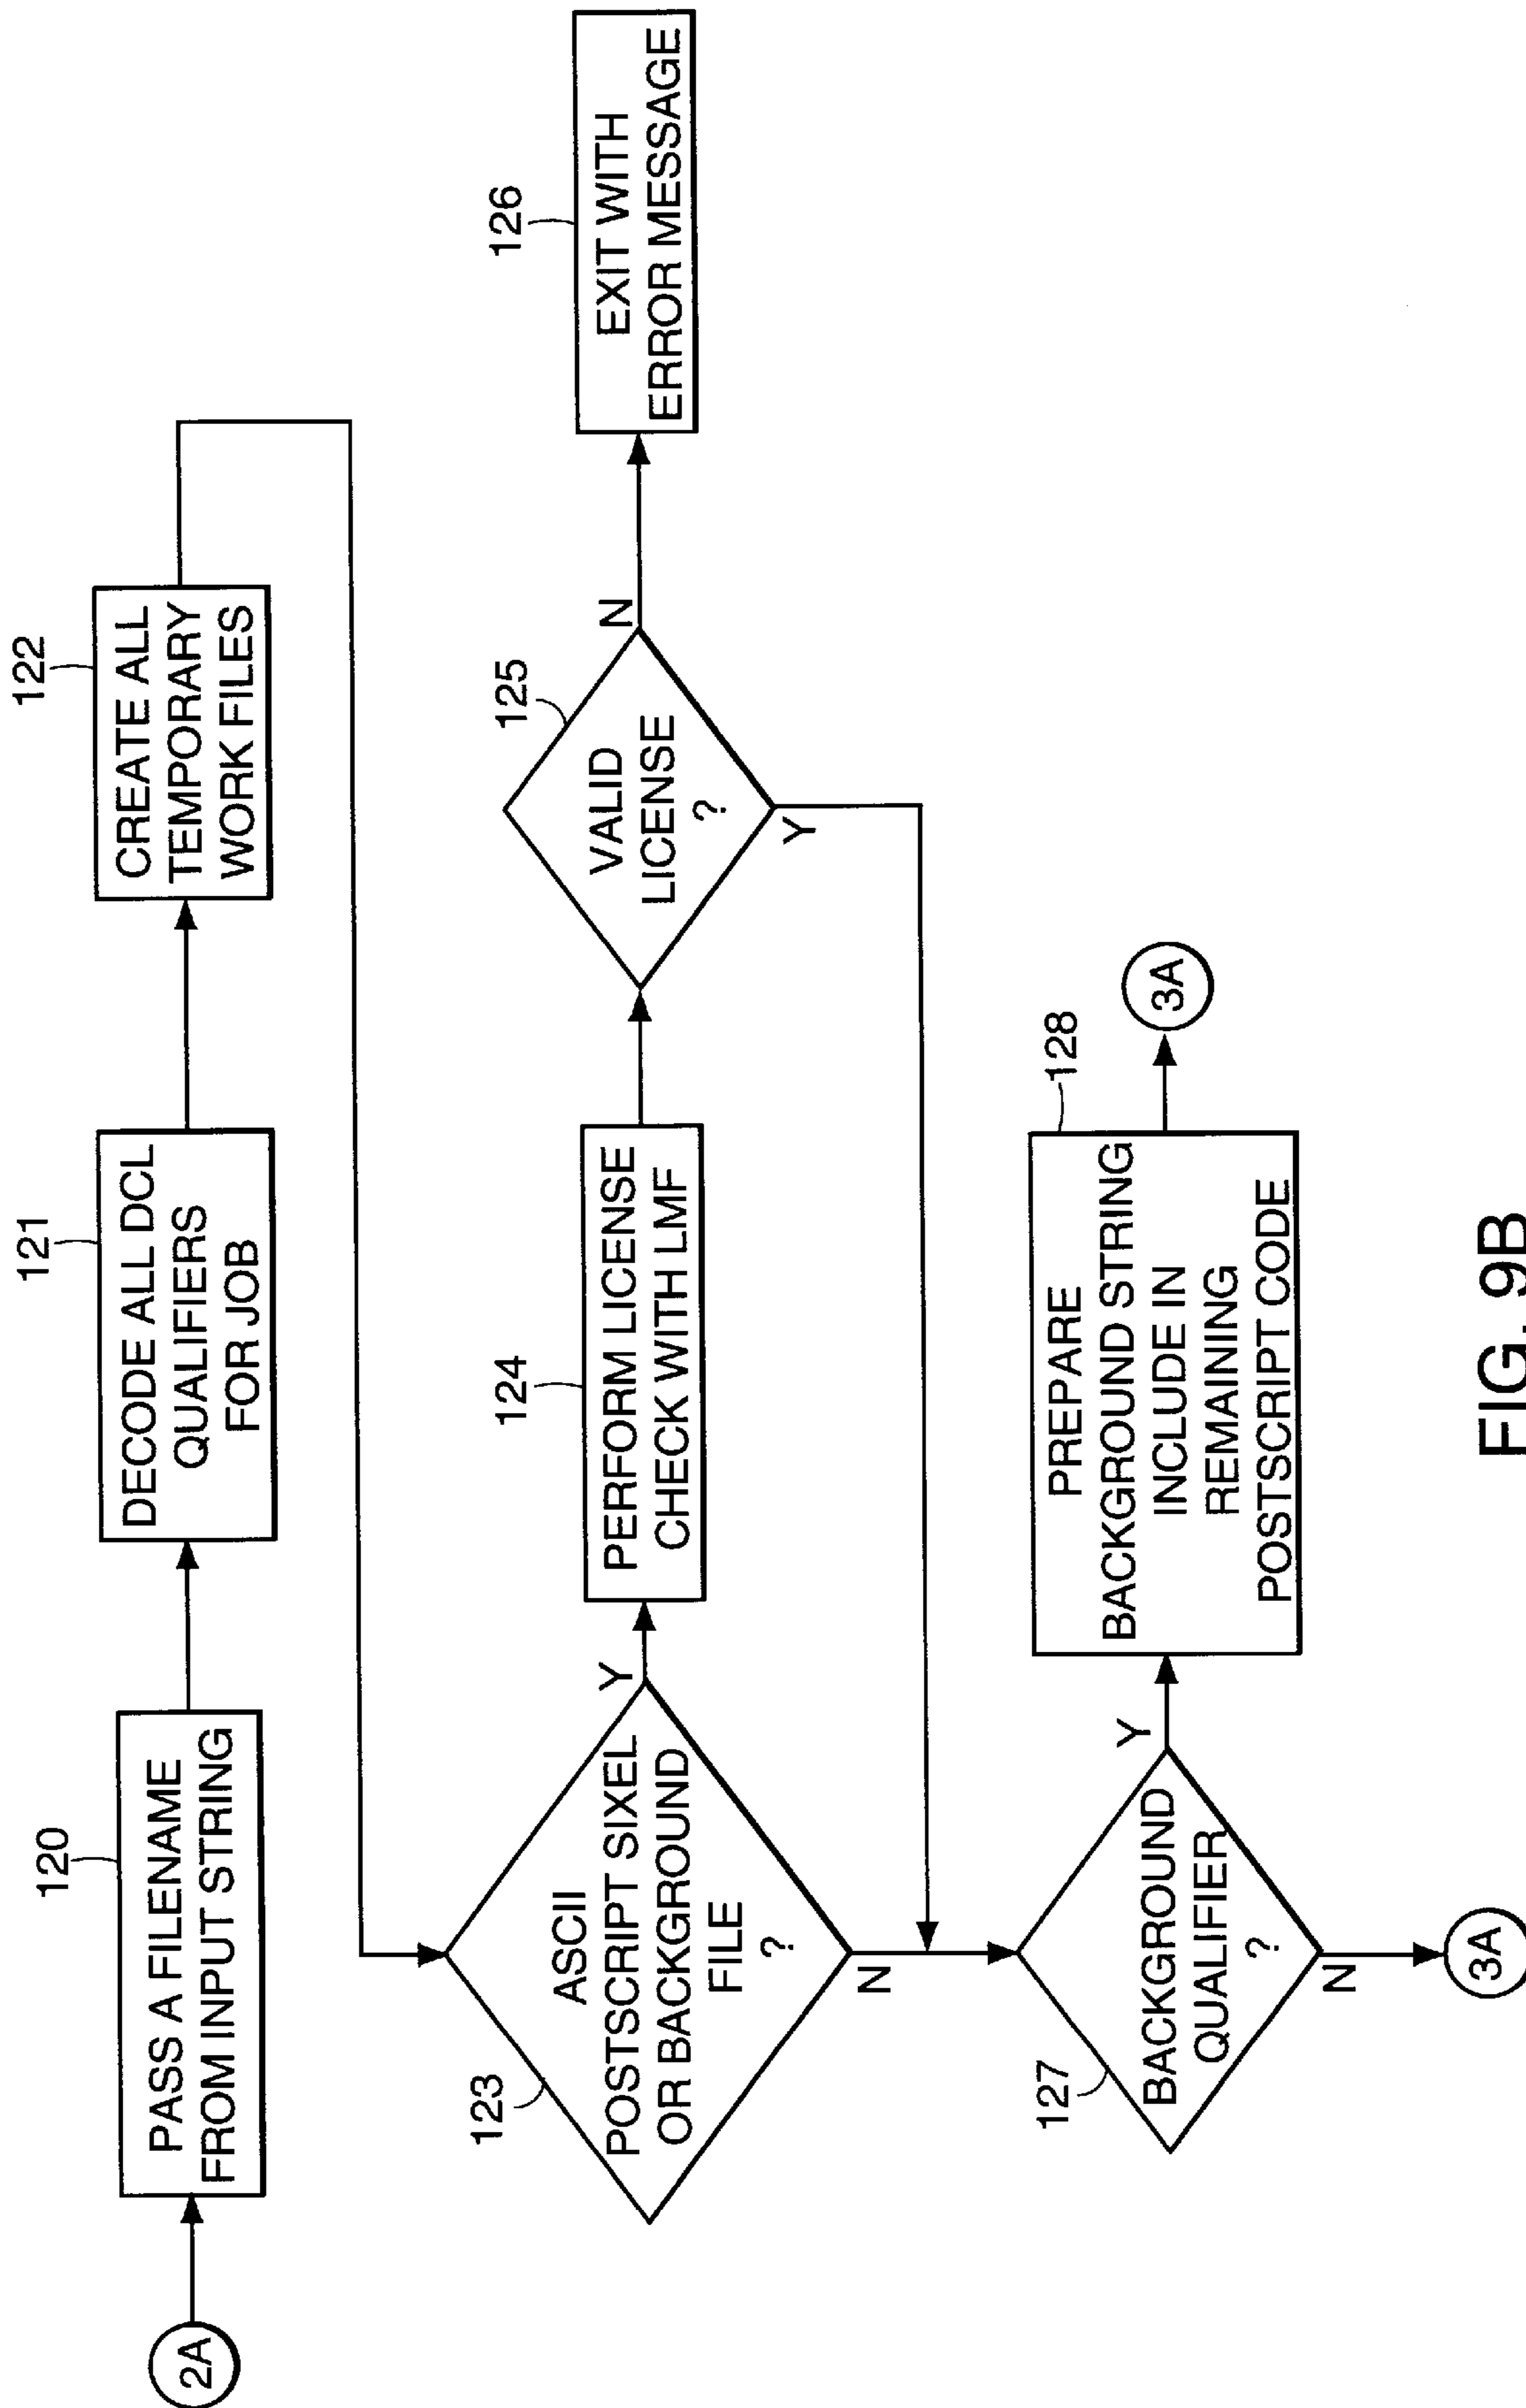 2A
120
PASS A FILENAME
FROM INPUT STRING
121
DECODE ALL DCL
QUALIFIERS
FOR JOB
122
CREATE ALL
TEMPORARY
WORK FILES
123
ASCII
POSTSCRIPT SIXEL
OR BACKGROUND
FILE
?
Y
N
124
PERFORM LICENSE
CHECK WITH LMF
125
VALID
LICENSE
?
N
Y
126
EXIT WITH
ERROR MESSAGE
127
BACKGROUND
QUALIFIER
?
Y
N
128
PREPARE
BACKGROUND STRING
INCLUDE IN
REMAINING
POSTSCRIPT CODE
3A
3A
FIG. 9B